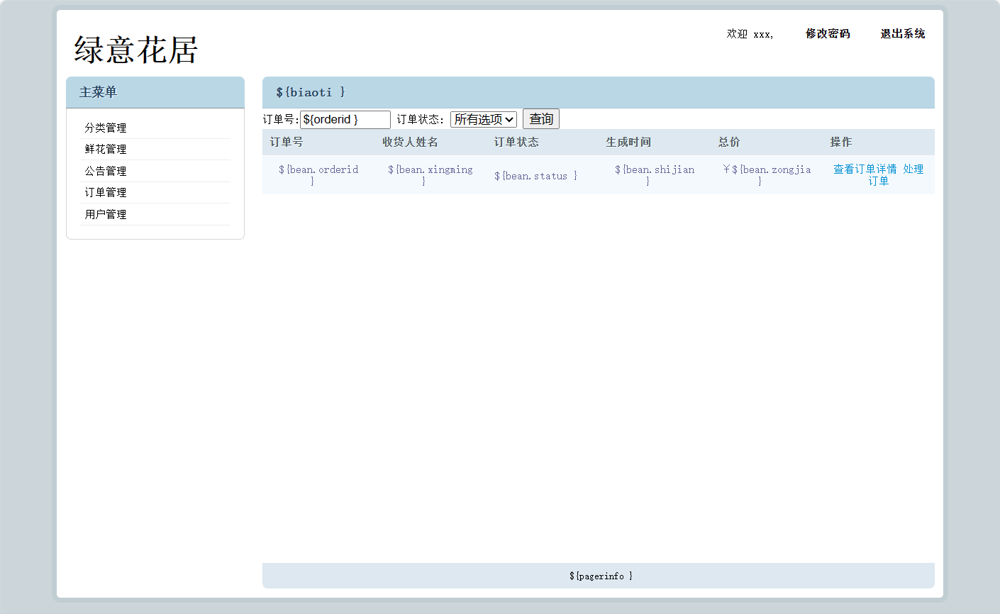 绿意花居
欢迎 xxx,
修改密码
退出系统
主菜单
分类管理
鲜花管理
公告管理
订单管理
用户管理
${biaoti }
订单号: ${orderid } 订单状态: 所有选项 查询
订单号 收货人姓名 订单状态 生成时间 总价 操作
${bean.orderid } ${bean.xingming } ${bean.status } ${bean.shijian } ￥${bean.zongjia } 查看订单详情 处理订单
${pagerinfo }